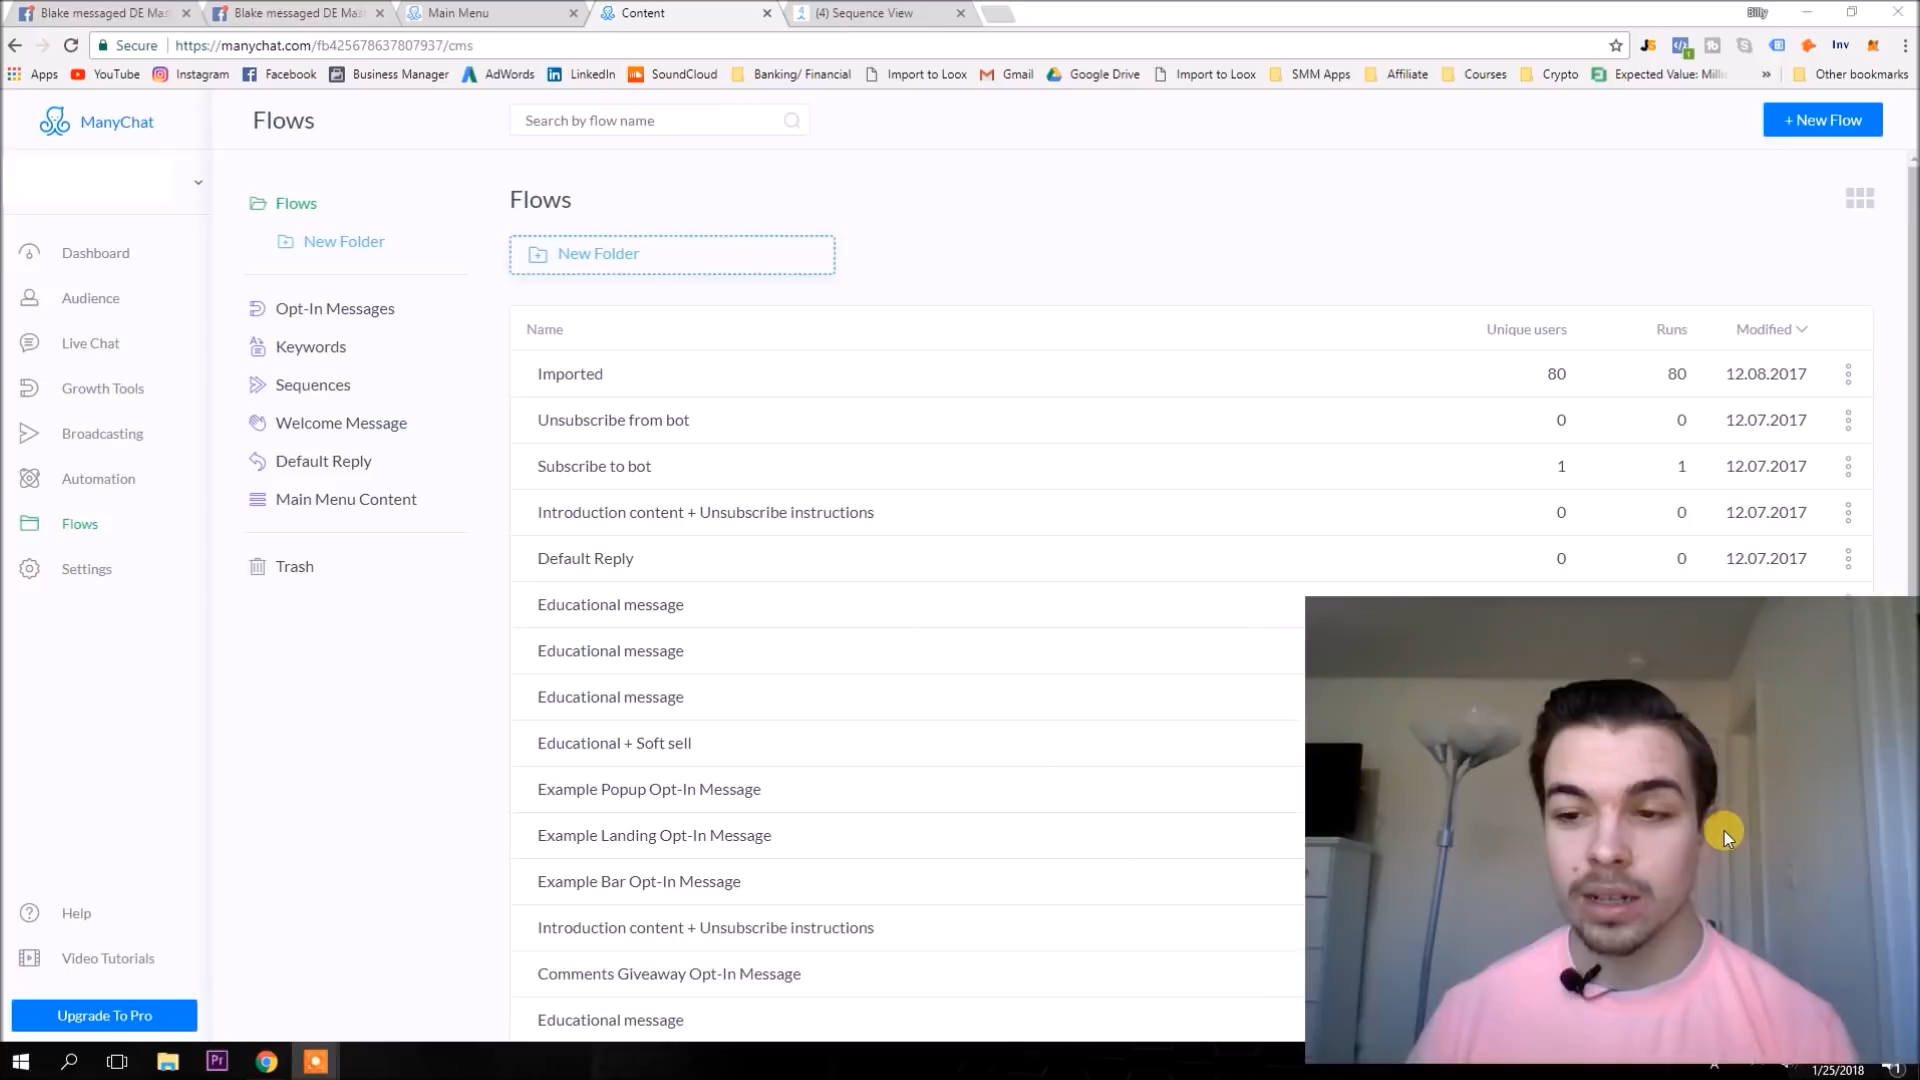 Blake messaged DE Mas
Blake messaged DE Mas
Main Menu
Content
(4) Sequence View
Billy
Secure
https://manychat.com/fb425678637807937/cms
JS
Inv
Apps
YouTube
Instagram
Facebook
Business Manager
AdWords
LinkedIn
SoundCloud
Banking/ Financial
Import to Loox
Gmail
Google Drive
Import to Loox
SMM Apps
Affiliate
Courses
Crypto
Expected Value: Milli
»
Other bookmarks
ManyChat
Flows
Search by flow name
+ New Flow
Dashboard
Audience
Live Chat
Growth Tools
Broadcasting
Automation
Flows
Settings
Help
Video Tutorials
Upgrade To Pro
Flows
New Folder
Opt-In Messages
Keywords
Sequences
Welcome Message
Default Reply
Main Menu Content
Trash
Flows
New Folder
Name Unique users Runs Modified
Imported 80 80 12.08.2017
Unsubscribe from bot 0 0 12.07.2017
Subscribe to bot 1 1 12.07.2017
Introduction content + Unsubscribe instructions 0 0 12.07.2017
Default Reply 0 0 12.07.2017
Educational message
Educational message
Educational message
Educational + Soft sell
Example Popup Opt-In Message
Example Landing Opt-In Message
Example Bar Opt-In Message
Introduction content + Unsubscribe instructions
Comments Giveaway Opt-In Message
Educational message
Pr
1/25/2018
1